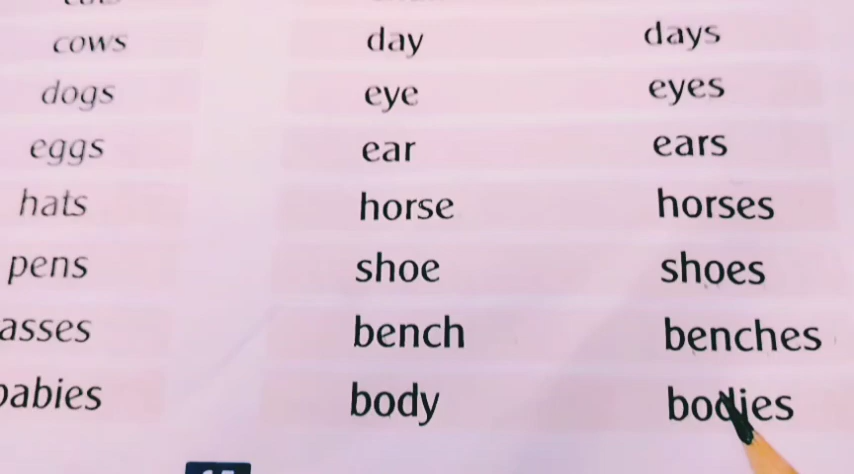 cows day days
dogs eye eyes
eggs ear ears
hats horse horses
pens shoe shoes
bench benches
body bodies